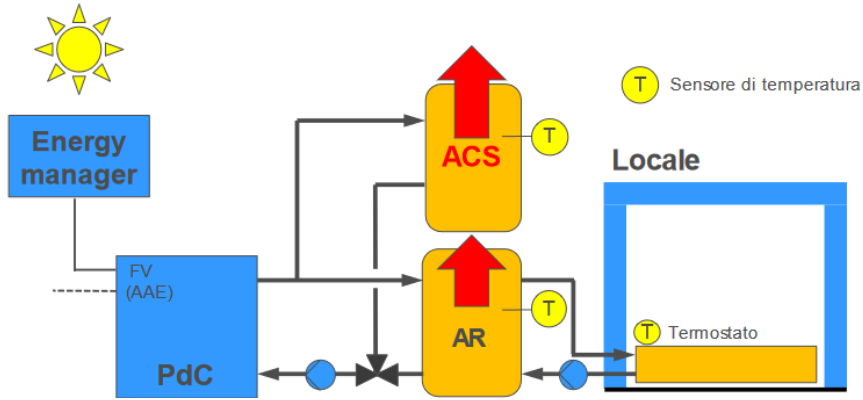 T Sensore di temperatura
Energy
manager
ACS
T
Locale
FV
(AAE)
T
AR
T Termostato
PdC